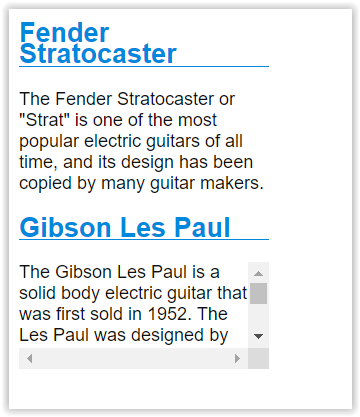 Fender
Stratocaster
The Fender Stratocaster or
"Strat" is one of the most
popular electric guitars of all
time, and its design has been
copied by many guitar makers.
Gibson Les Paul
The Gibson Les Paul is a
solid body electric guitar that
was first sold in 1952. The
Les Paul was designed by